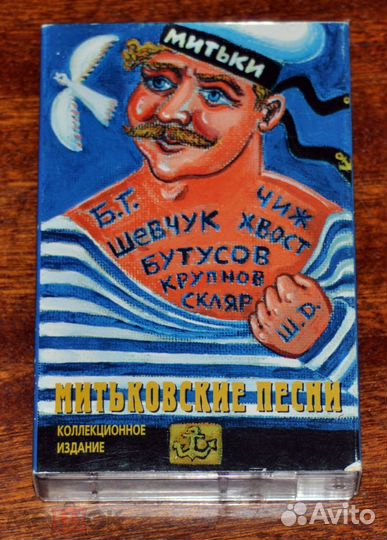 МИТЬКИ
Б.Г.
ЧИЖ
ШЕВЧУК
ХВОСТ
БУТУСОВ
КРУПНОВ
СКЛЯР
Ш.D.
МИТЬКОВСКИЕ ПЕСНИ
КОЛЛЕКЦИОННОЕ
ИЗДАНИЕ
Avito